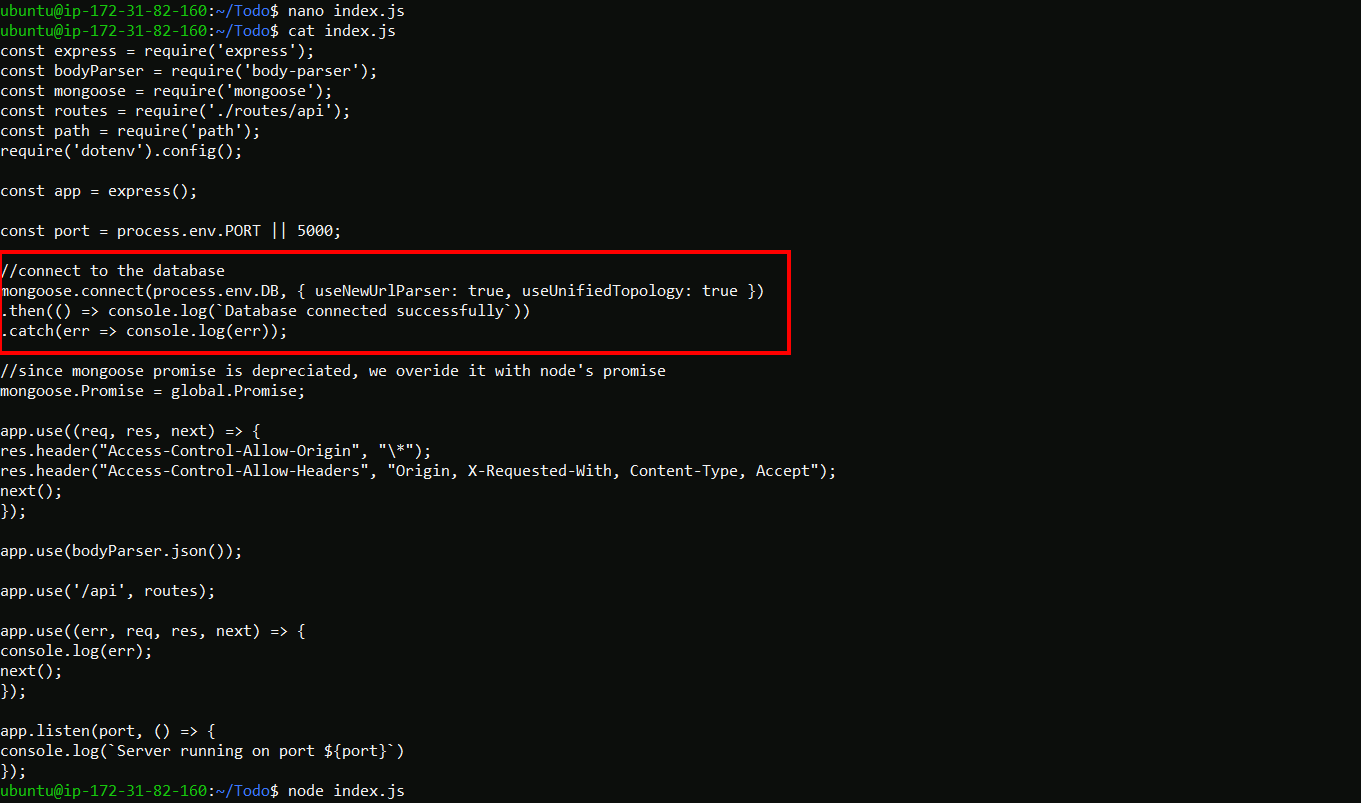 ubuntu@ip-172-31-82-160:~/Todo$ nano index.js
ubuntu@ip-172-31-82-160:~/Todo$ cat index.js
const express = require('express');
const bodyParser = require('body-parser');
const mongoose = require('mongoose');
const routes = require('./routes/api');
const path = require('path');
require('dotenv').config();
const app = express();
const port = process.env.PORT || 5000;
//connect to the database
mongoose.connect(process.env.DB, { useNewUrlParser: true, useUnifiedTopology: true })
.then(() => console.log(`Database connected successfully`))
.catch(err => console.log(err));
//since mongoose promise is depreciated, we overide it with node's promise
mongoose.Promise = global.Promise;
app.use((req, res, next) => {
res.header("Access-Control-Allow-Origin", "\*");
res.header("Access-Control-Allow-Headers", "Origin, X-Requested-With, Content-Type, Accept");
next();
});
app.use(bodyParser.json());
app.use('/api', routes);
app.use((err, req, res, next) => {
console.log(err);
next();
});
app.listen(port, () => {
console.log(`Server running on port ${port}`)
});
ubuntu@ip-172-31-82-160:~/Todo$ node index.js